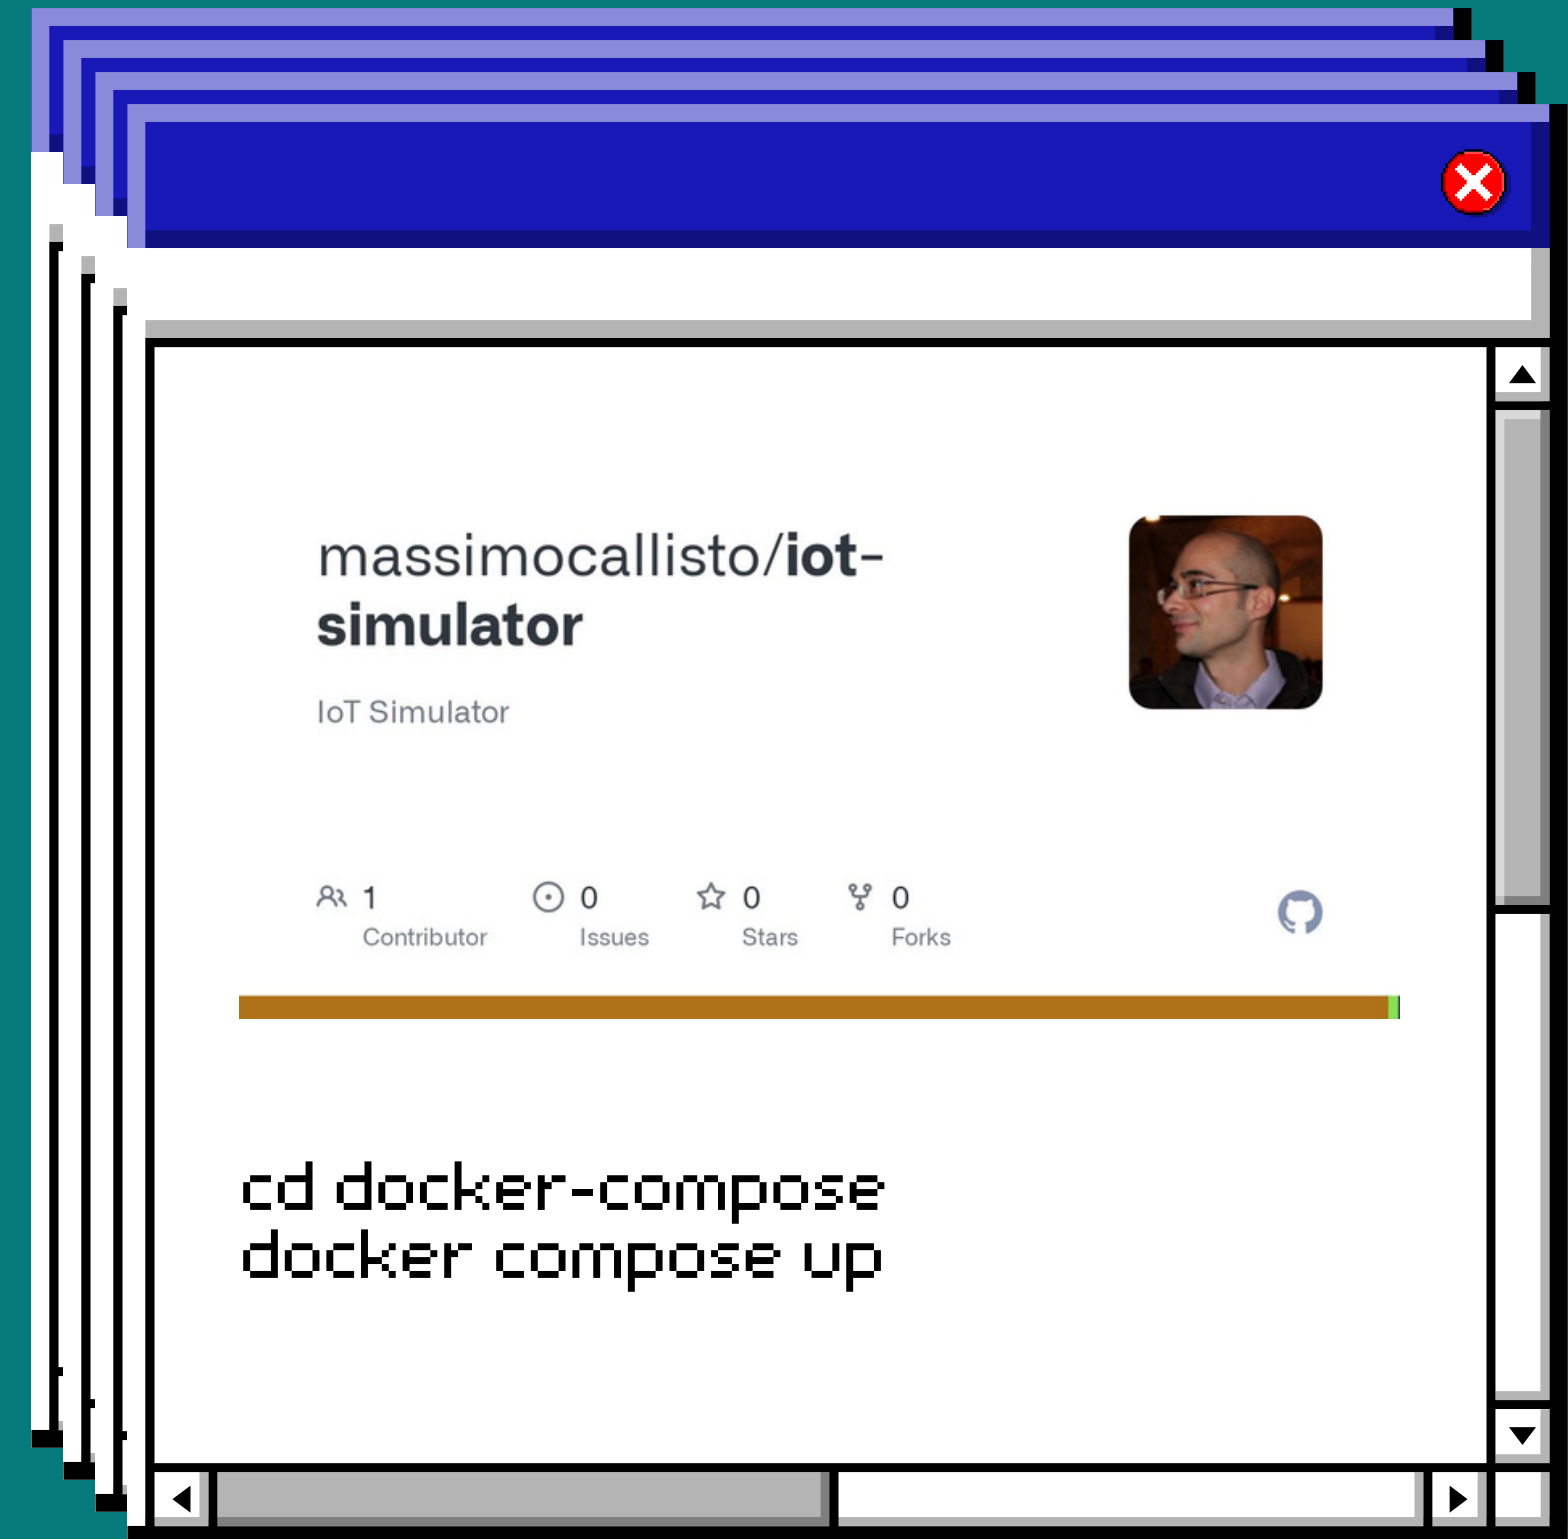 massimocallisto/iot-
simulator
IoT Simulator
1
Contributor
0
Issues
0
Stars
0
Forks
cd docker-compose
docker compose up